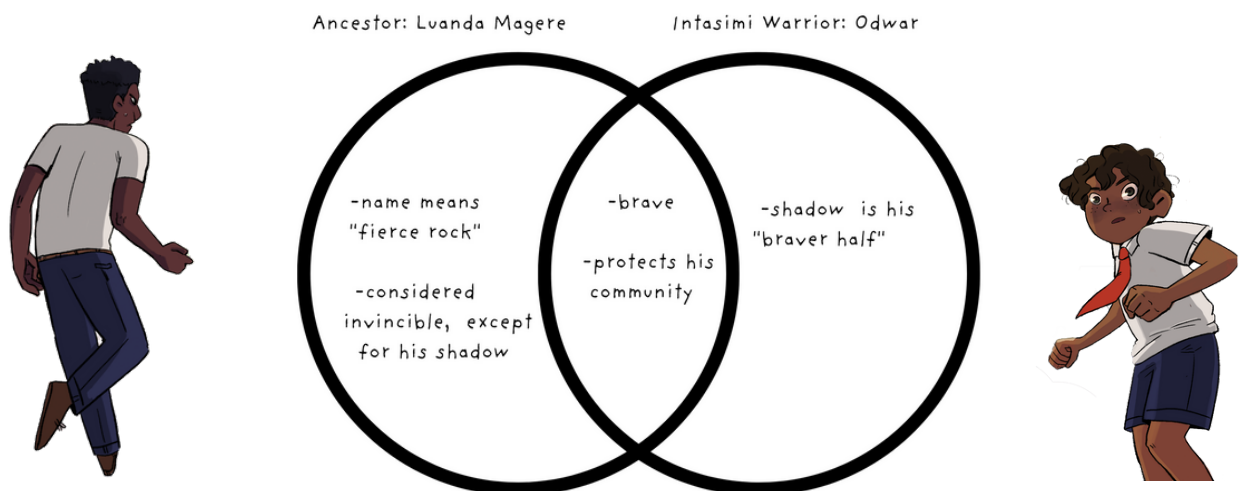 Ancestor: Luanda Magere
Intasimi Warrior: Odwar
-name means
"fierce rock"
-considered
invincible, except
for his shadow
-brave
-protects his
community
-shadow is his
"braver half"